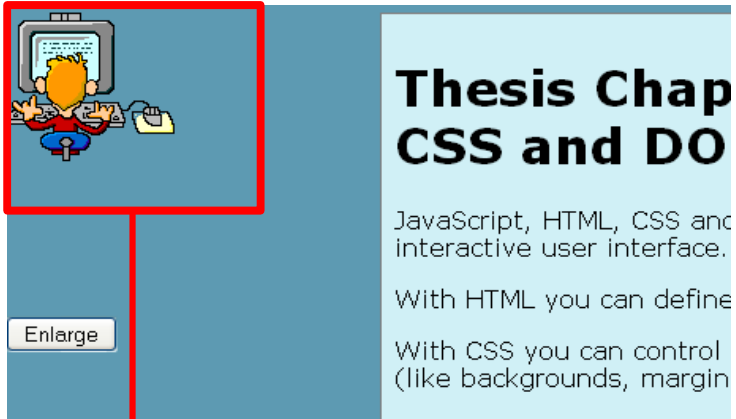 Thesis Chap
CSS and DO
JavaScript, HTML, CSS and
interactive user interface.
With HTML you can define
Enlarge
With CSS you can control
(like backgrounds, margin